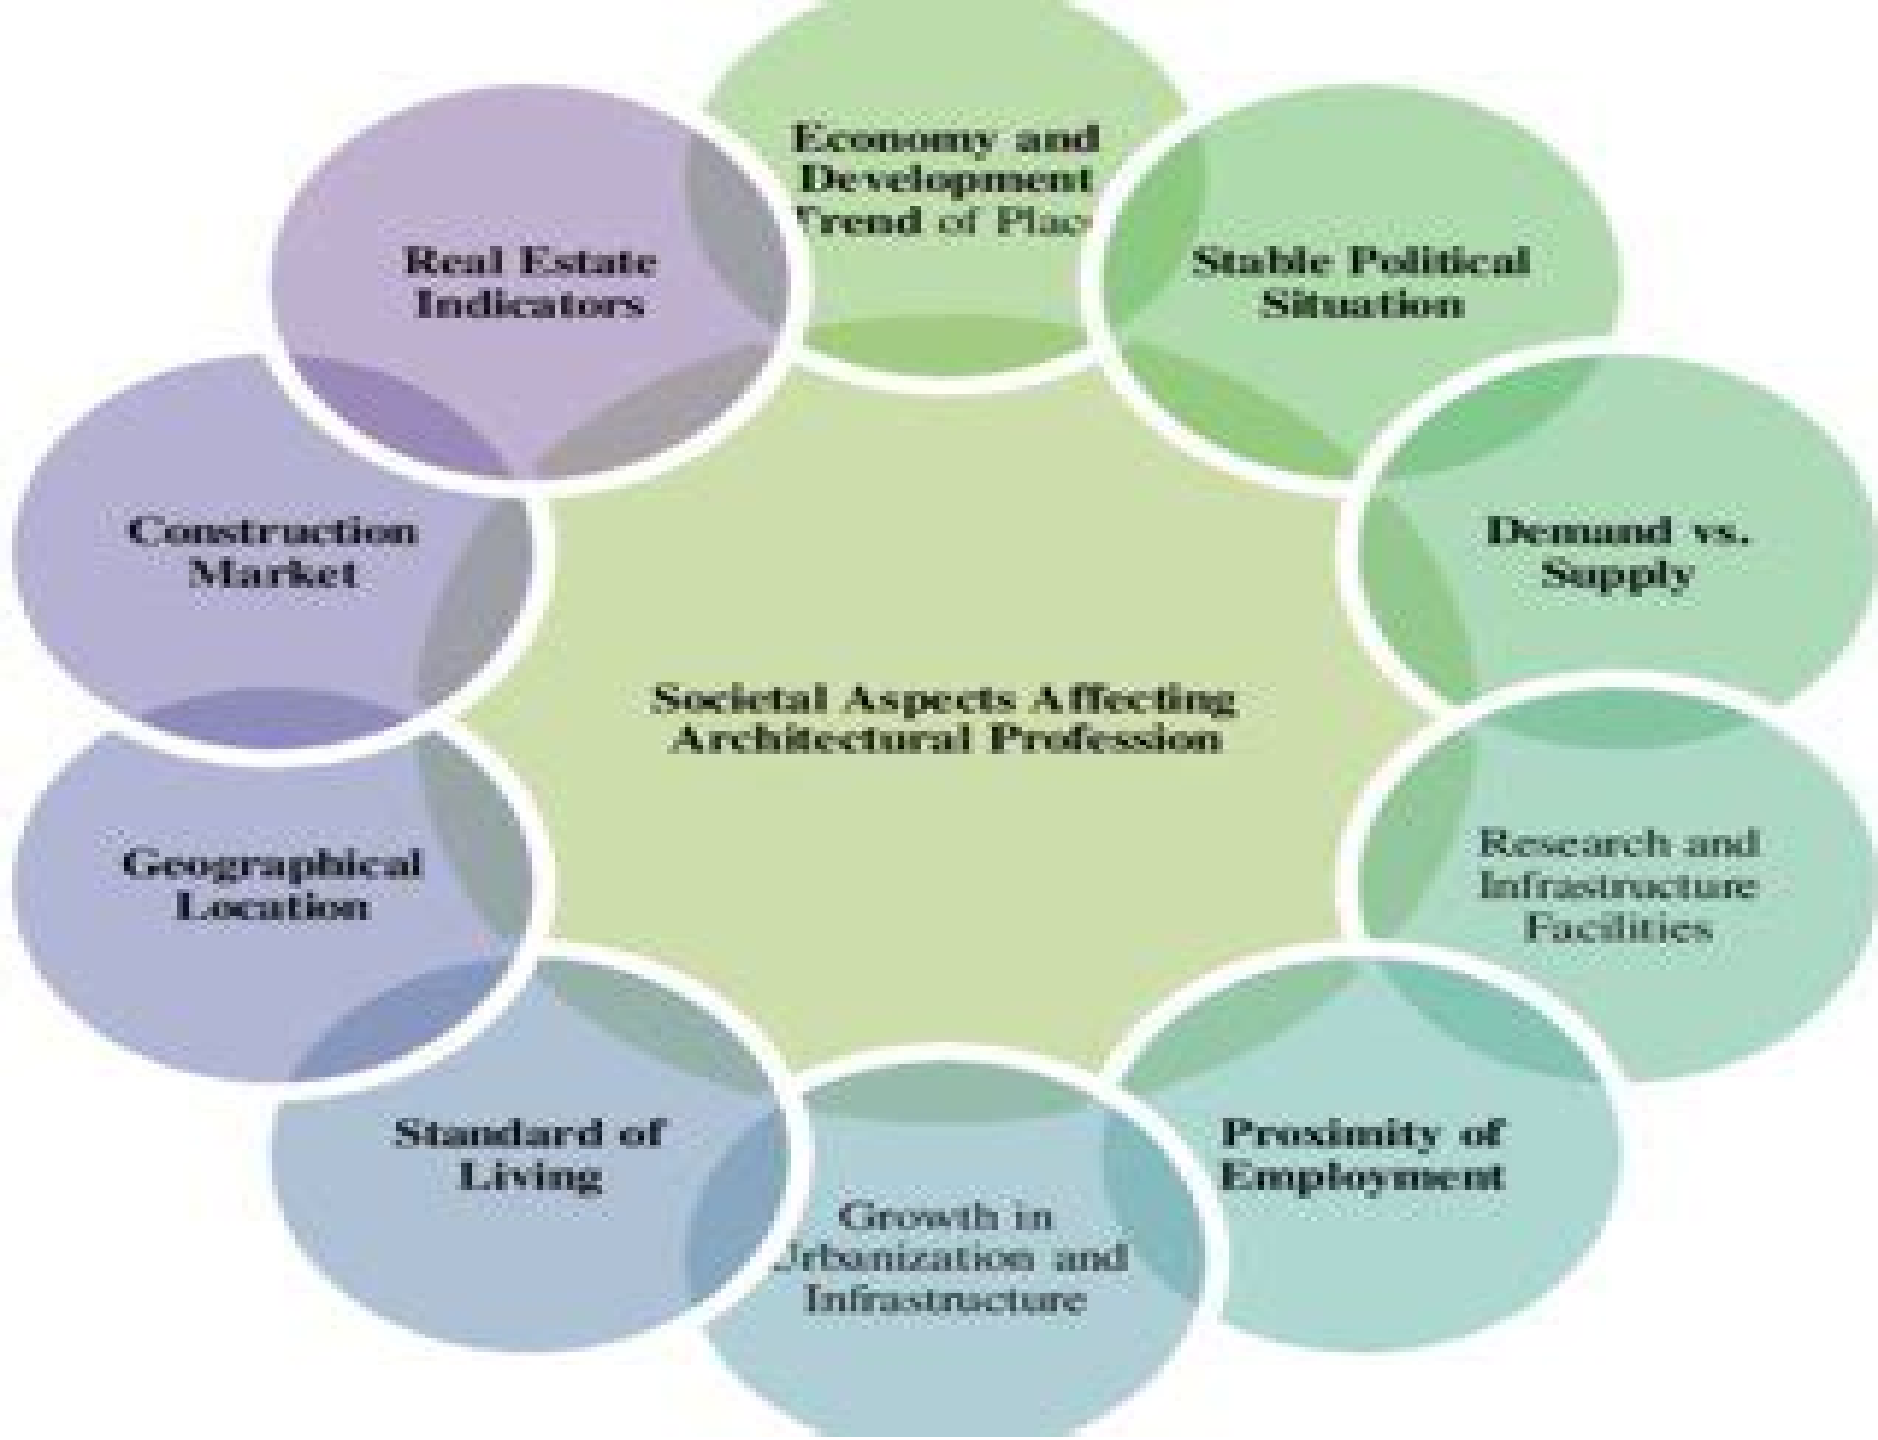 Economy and
Development
Trend of Plac
Stable Political
Situation
Demand vs.
Supply
Research and
Infrastructure
Facilities
Proximity of
Employment
Growth in
Urbanization and
Infrastructure
Standard of
Living
Geographical
Location
Construction
Market
Real Estate
Indicators
Societal Aspects Affecting
Architectural Profession